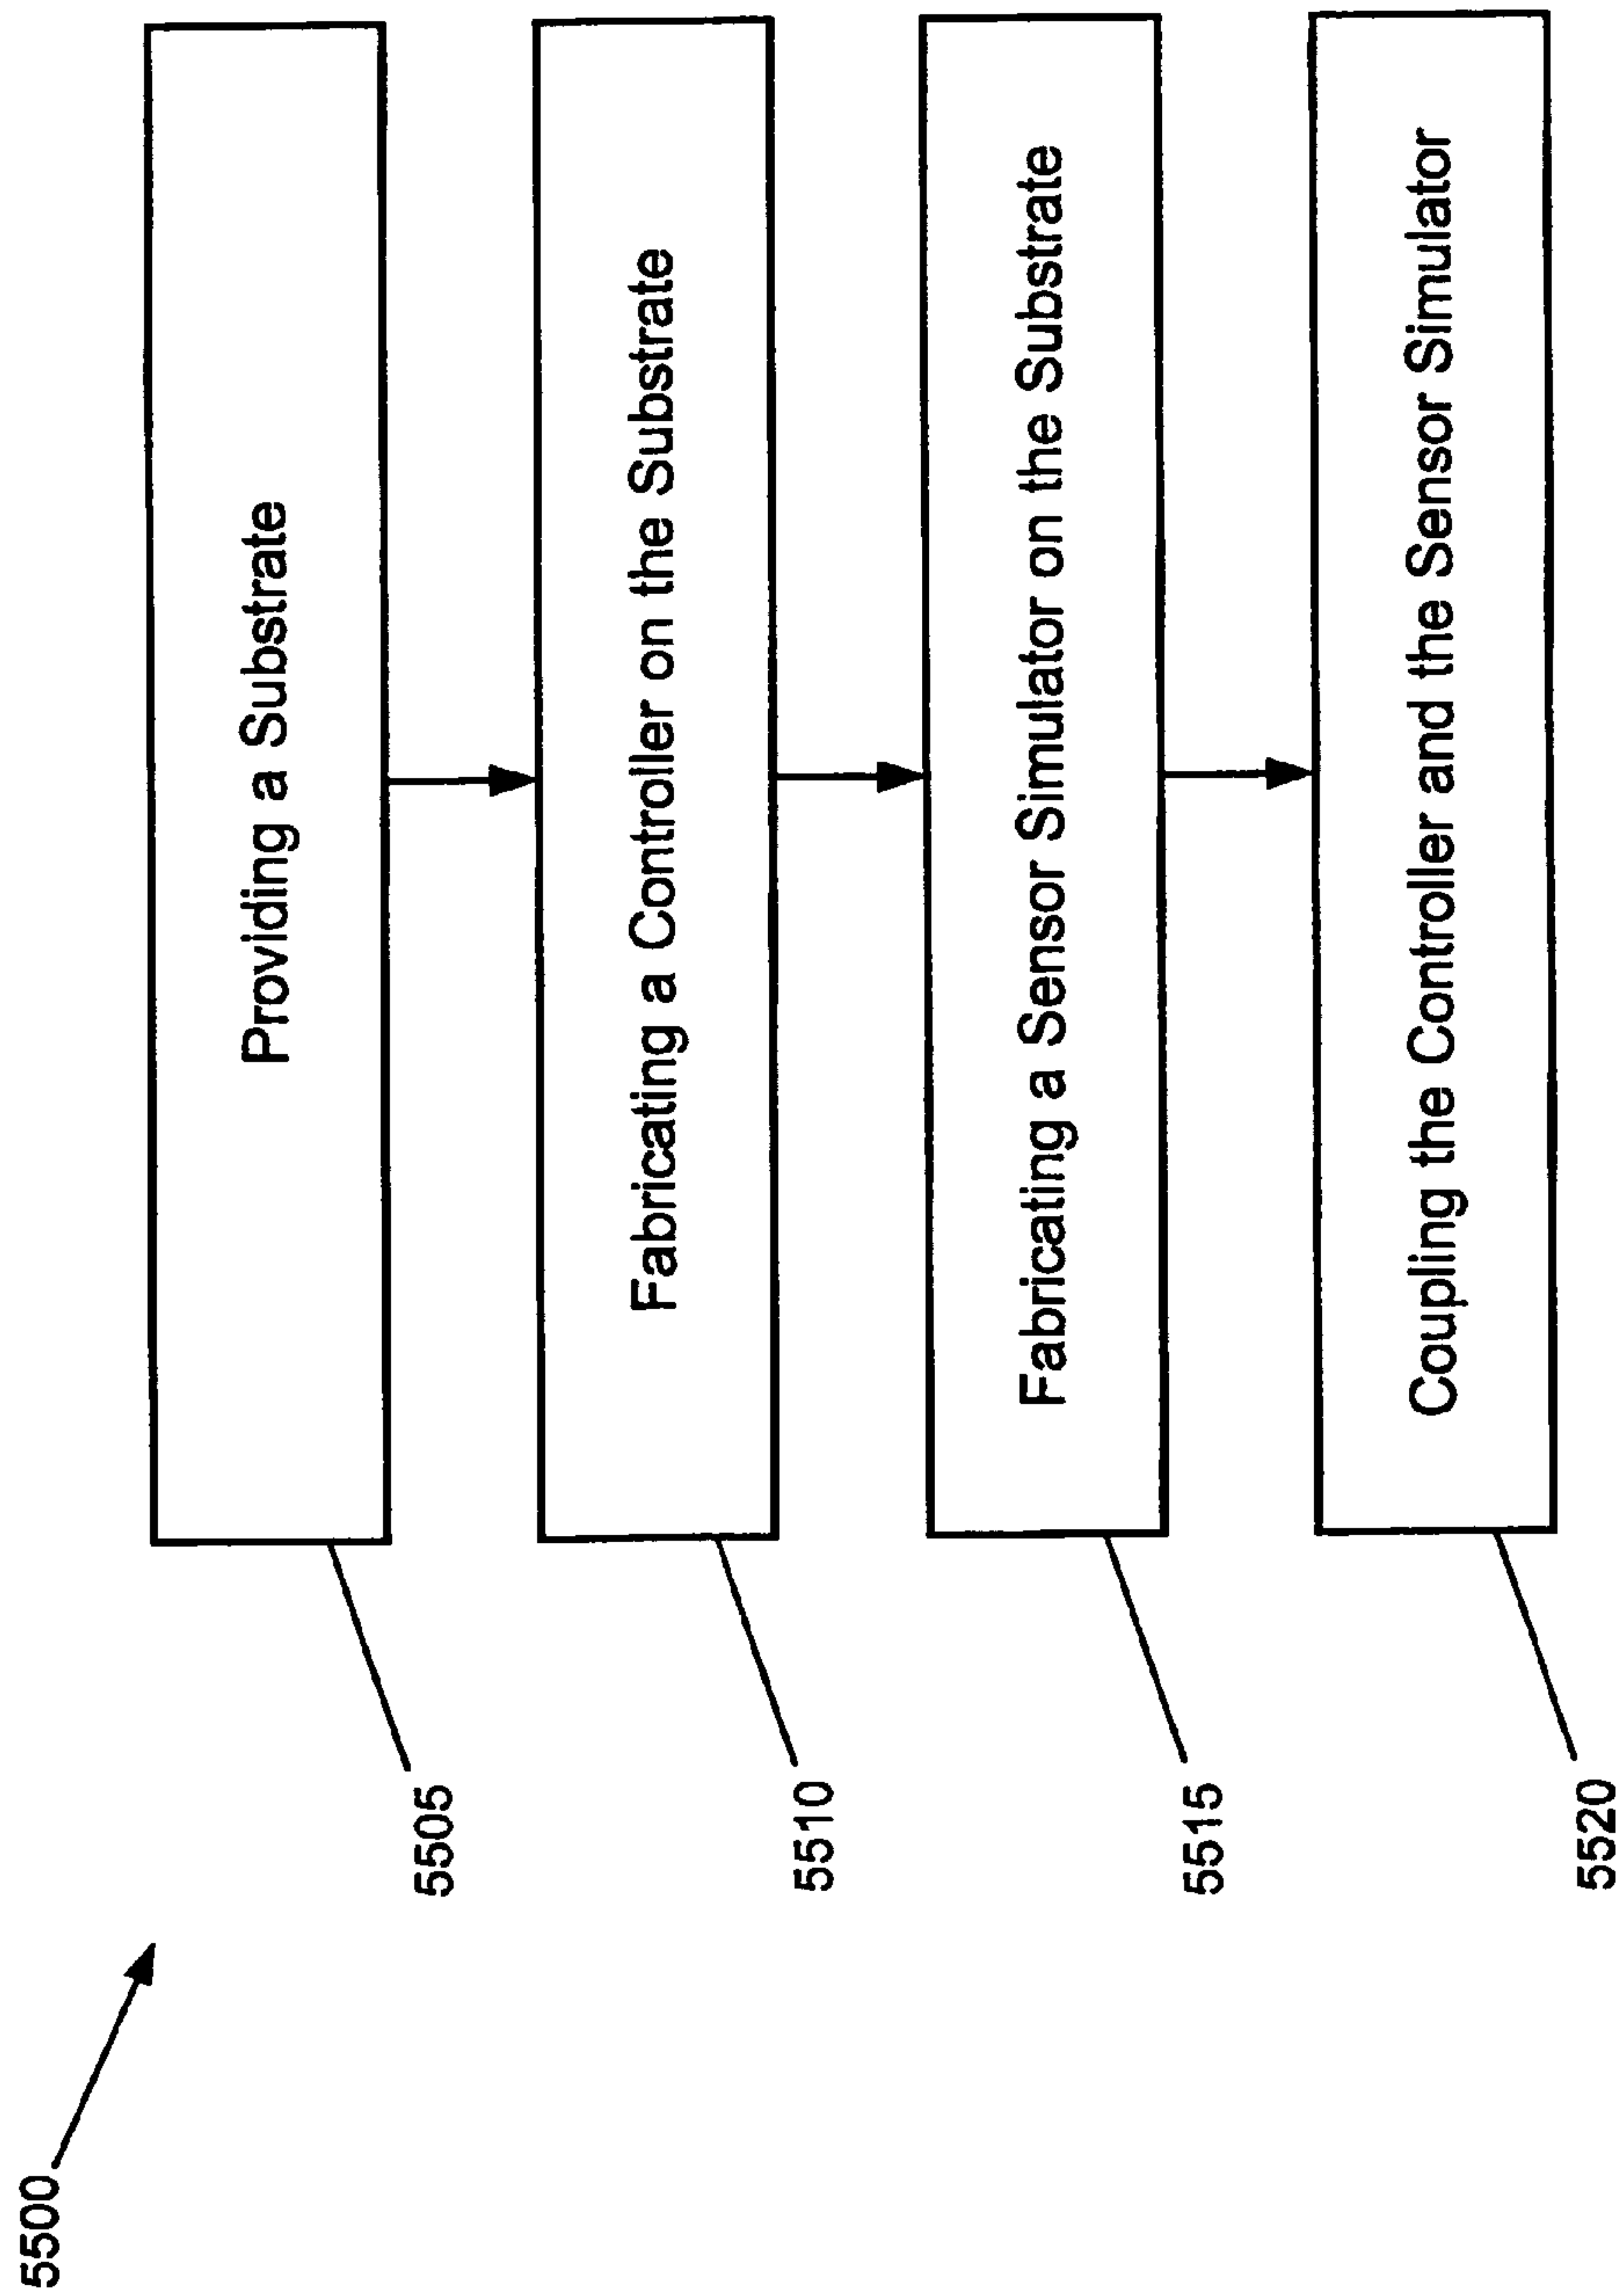 5500
5505
Providing a Substrate
5510
Fabricating a Controller on the Substrate
5515
Fabricating a Sensor Simulator on the Substrate
5520
Coupling the Controller and the Sensor Simulator